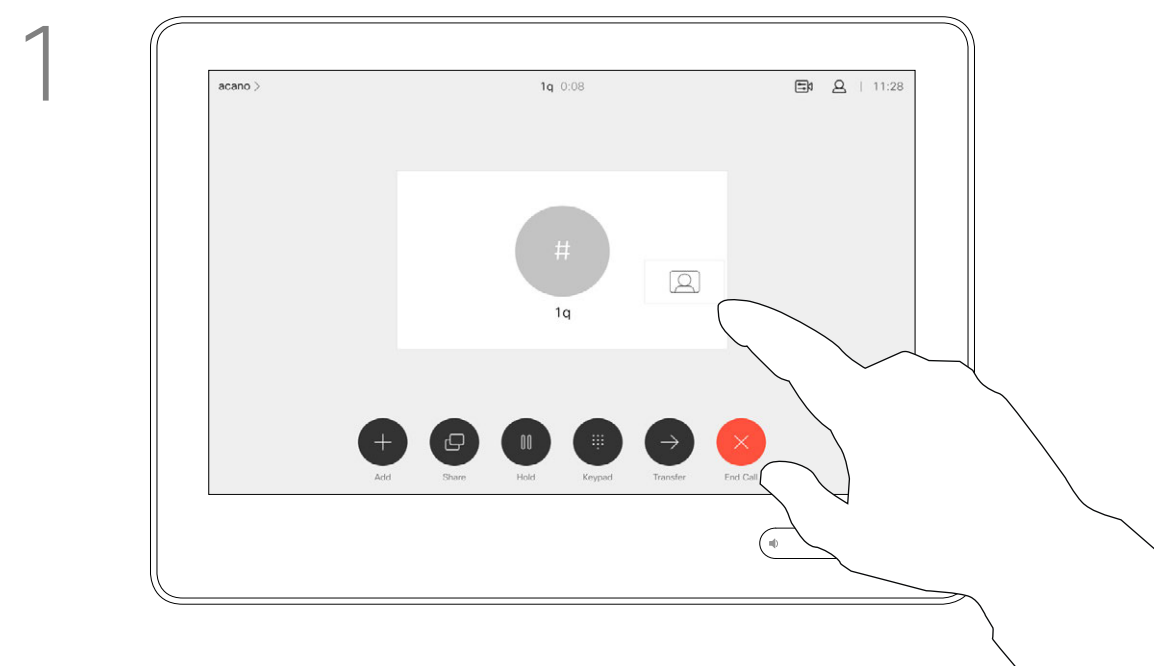 1
acano >
1q 0:08
11:28
#
1q
Add Share Hold Keypad Transfer End Call